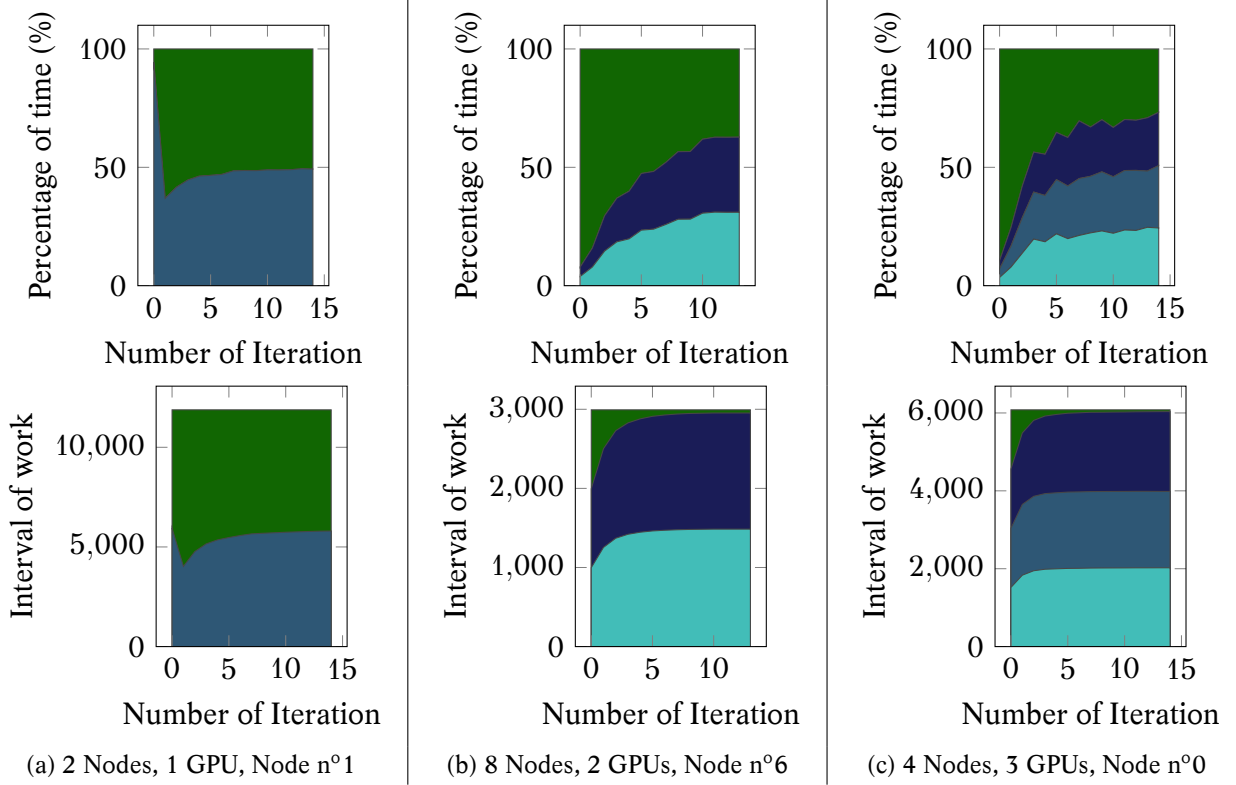 Percentage of time (%)
100
50
0
0 5 10 15
Number of Iteration
Interval of work
10,000
5,000
0
0 5 10 15
Number of Iteration
(a) 2 Nodes, 1 GPU, Node n°1
Percentage of time (%)
100
50
0
0 5 10
Number of Iteration
Interval of work
3,000
2,000
1,000
0
0 5 10
Number of Iteration
(b) 8 Nodes, 2 GPUs, Node n°6
Percentage of time (%)
100
50
0
0 5 10 15
Number of Iteration
Interval of work
6,000
4,000
2,000
0
0 5 10 15
Number of Iteration
(c) 4 Nodes, 3 GPUs, Node n°0